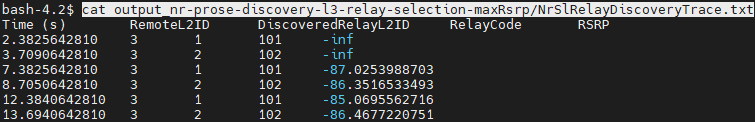 bash-4.2$ cat output_nr-prose-discovery-l3-relay-selection-maxRsrp/NrSlRelayDiscoveryTrace.txt
Time (s) RemoteL2ID DiscoveredRelayL2ID RelayCode RSRP
2.3825642810 3 1 101 -inf
3.7090642810 3 2 102 -inf
7.3825642810 3 1 101 -87.0253988703
8.7050642810 3 2 102 -86.3516533493
12.3840642810 3 1 101 -85.0695562716
13.6940642810 3 2 102 -86.4677220751